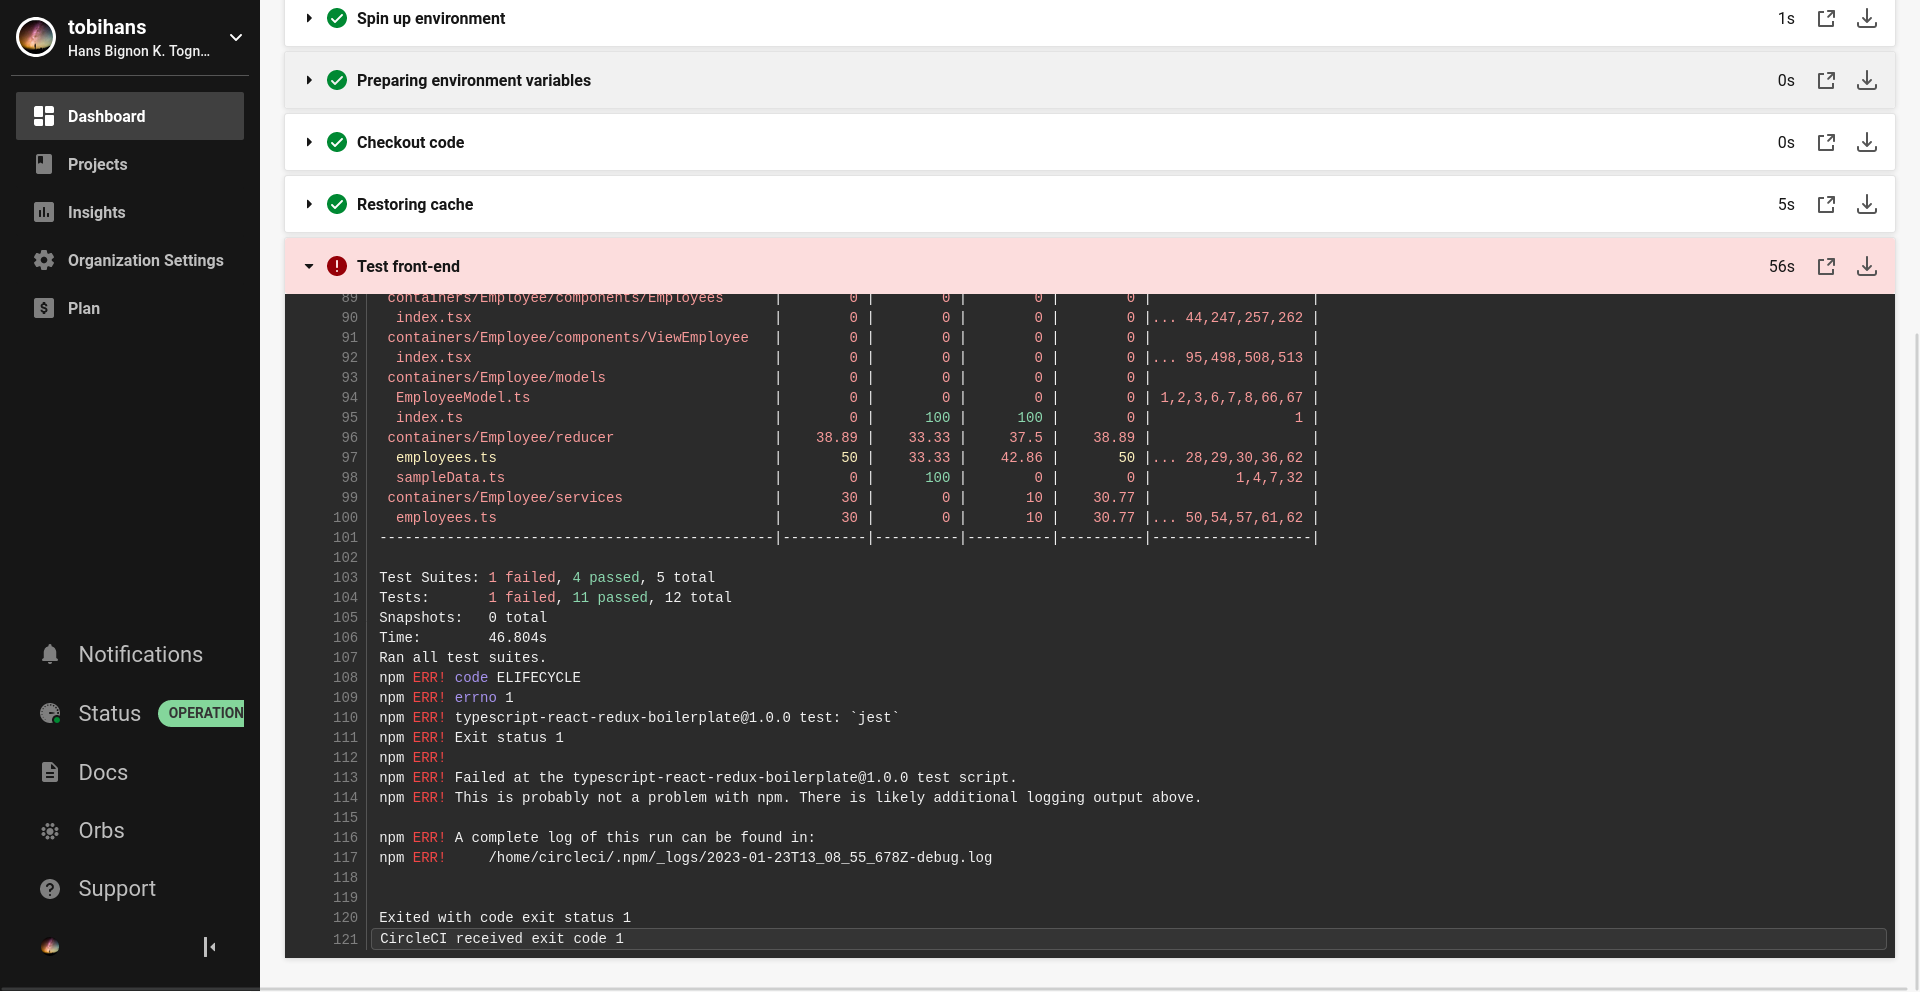 tobihans
Hans Bignon K. Togn...
Dashboard
Projects
Insights
Organization Settings
Plan
Notifications
Status OPERATION
Docs
Orbs
Support
Spin up environment 1s
Preparing environment variables 0s
Checkout code 0s
Restoring cache 5s
Test front-end 56s
89 containers/Employee/components/Employees | 0 | 0 | 0 | 0 | |
90 index.tsx | 0 | 0 | 0 | 0 |... 44,247,257,262 |
91 containers/Employee/components/ViewEmployee | 0 | 0 | 0 | 0 | |
92 index.tsx | 0 | 0 | 0 | 0 |... 95,498,508,513 |
93 containers/Employee/models | 0 | 0 | 0 | 0 | |
94 EmployeeModel.ts | 0 | 0 | 0 | 0 | 1,2,3,6,7,8,66,67 |
95 index.ts | 0 | 100 | 100 | 0 | 1 |
96 containers/Employee/reducer | 38.89 | 33.33 | 37.5 | 38.89 | |
97 employees.ts | 50 | 33.33 | 42.86 | 50 |... 28,29,30,36,62 |
98 sampleData.ts | 0 | 100 | 0 | 0 | 1,4,7,32 |
99 containers/Employee/services | 30 | 0 | 10 | 30.77 | |
100 employees.ts | 30 | 0 | 10 | 30.77 |... 50,54,57,61,62 |
101 -----------------------------------------------|----------|----------|----------|----------|-------------------|
102
103 Test Suites: 1 failed, 4 passed, 5 total
104 Tests: 1 failed, 11 passed, 12 total
105 Snapshots: 0 total
106 Time: 46.804s
107 Ran all test suites.
108 npm ERR! code ELIFECYCLE
109 npm ERR! errno 1
110 npm ERR! typescript-react-redux-boilerplate@1.0.0 test: `jest`
111 npm ERR! Exit status 1
112 npm ERR!
113 npm ERR! Failed at the typescript-react-redux-boilerplate@1.0.0 test script.
114 npm ERR! This is probably not a problem with npm. There is likely additional logging output above.
115
116 npm ERR! A complete log of this run can be found in:
117 npm ERR! /home/circleci/.npm/_logs/2023-01-23T13_08_55_678Z-debug.log
118
119
120 Exited with code exit status 1
121 CircleCI received exit code 1